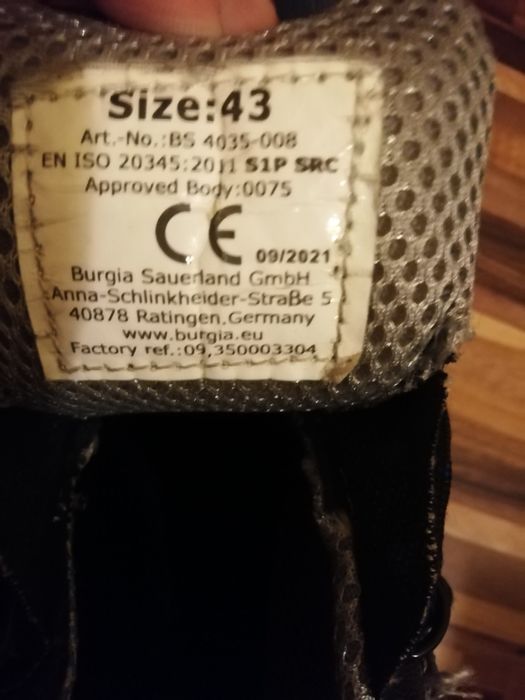 Size:43
Art.-No.:BS 4035-008
EN ISO 20345:2011 S1P SRC
Approved Body:0075
CE 09/2021
Burgia Sauerland GmbH
Anna-Schlinkheider-Straße 5
40878 Ratingen,Germany
www.burgia.eu
Factory ref.:09,350003304